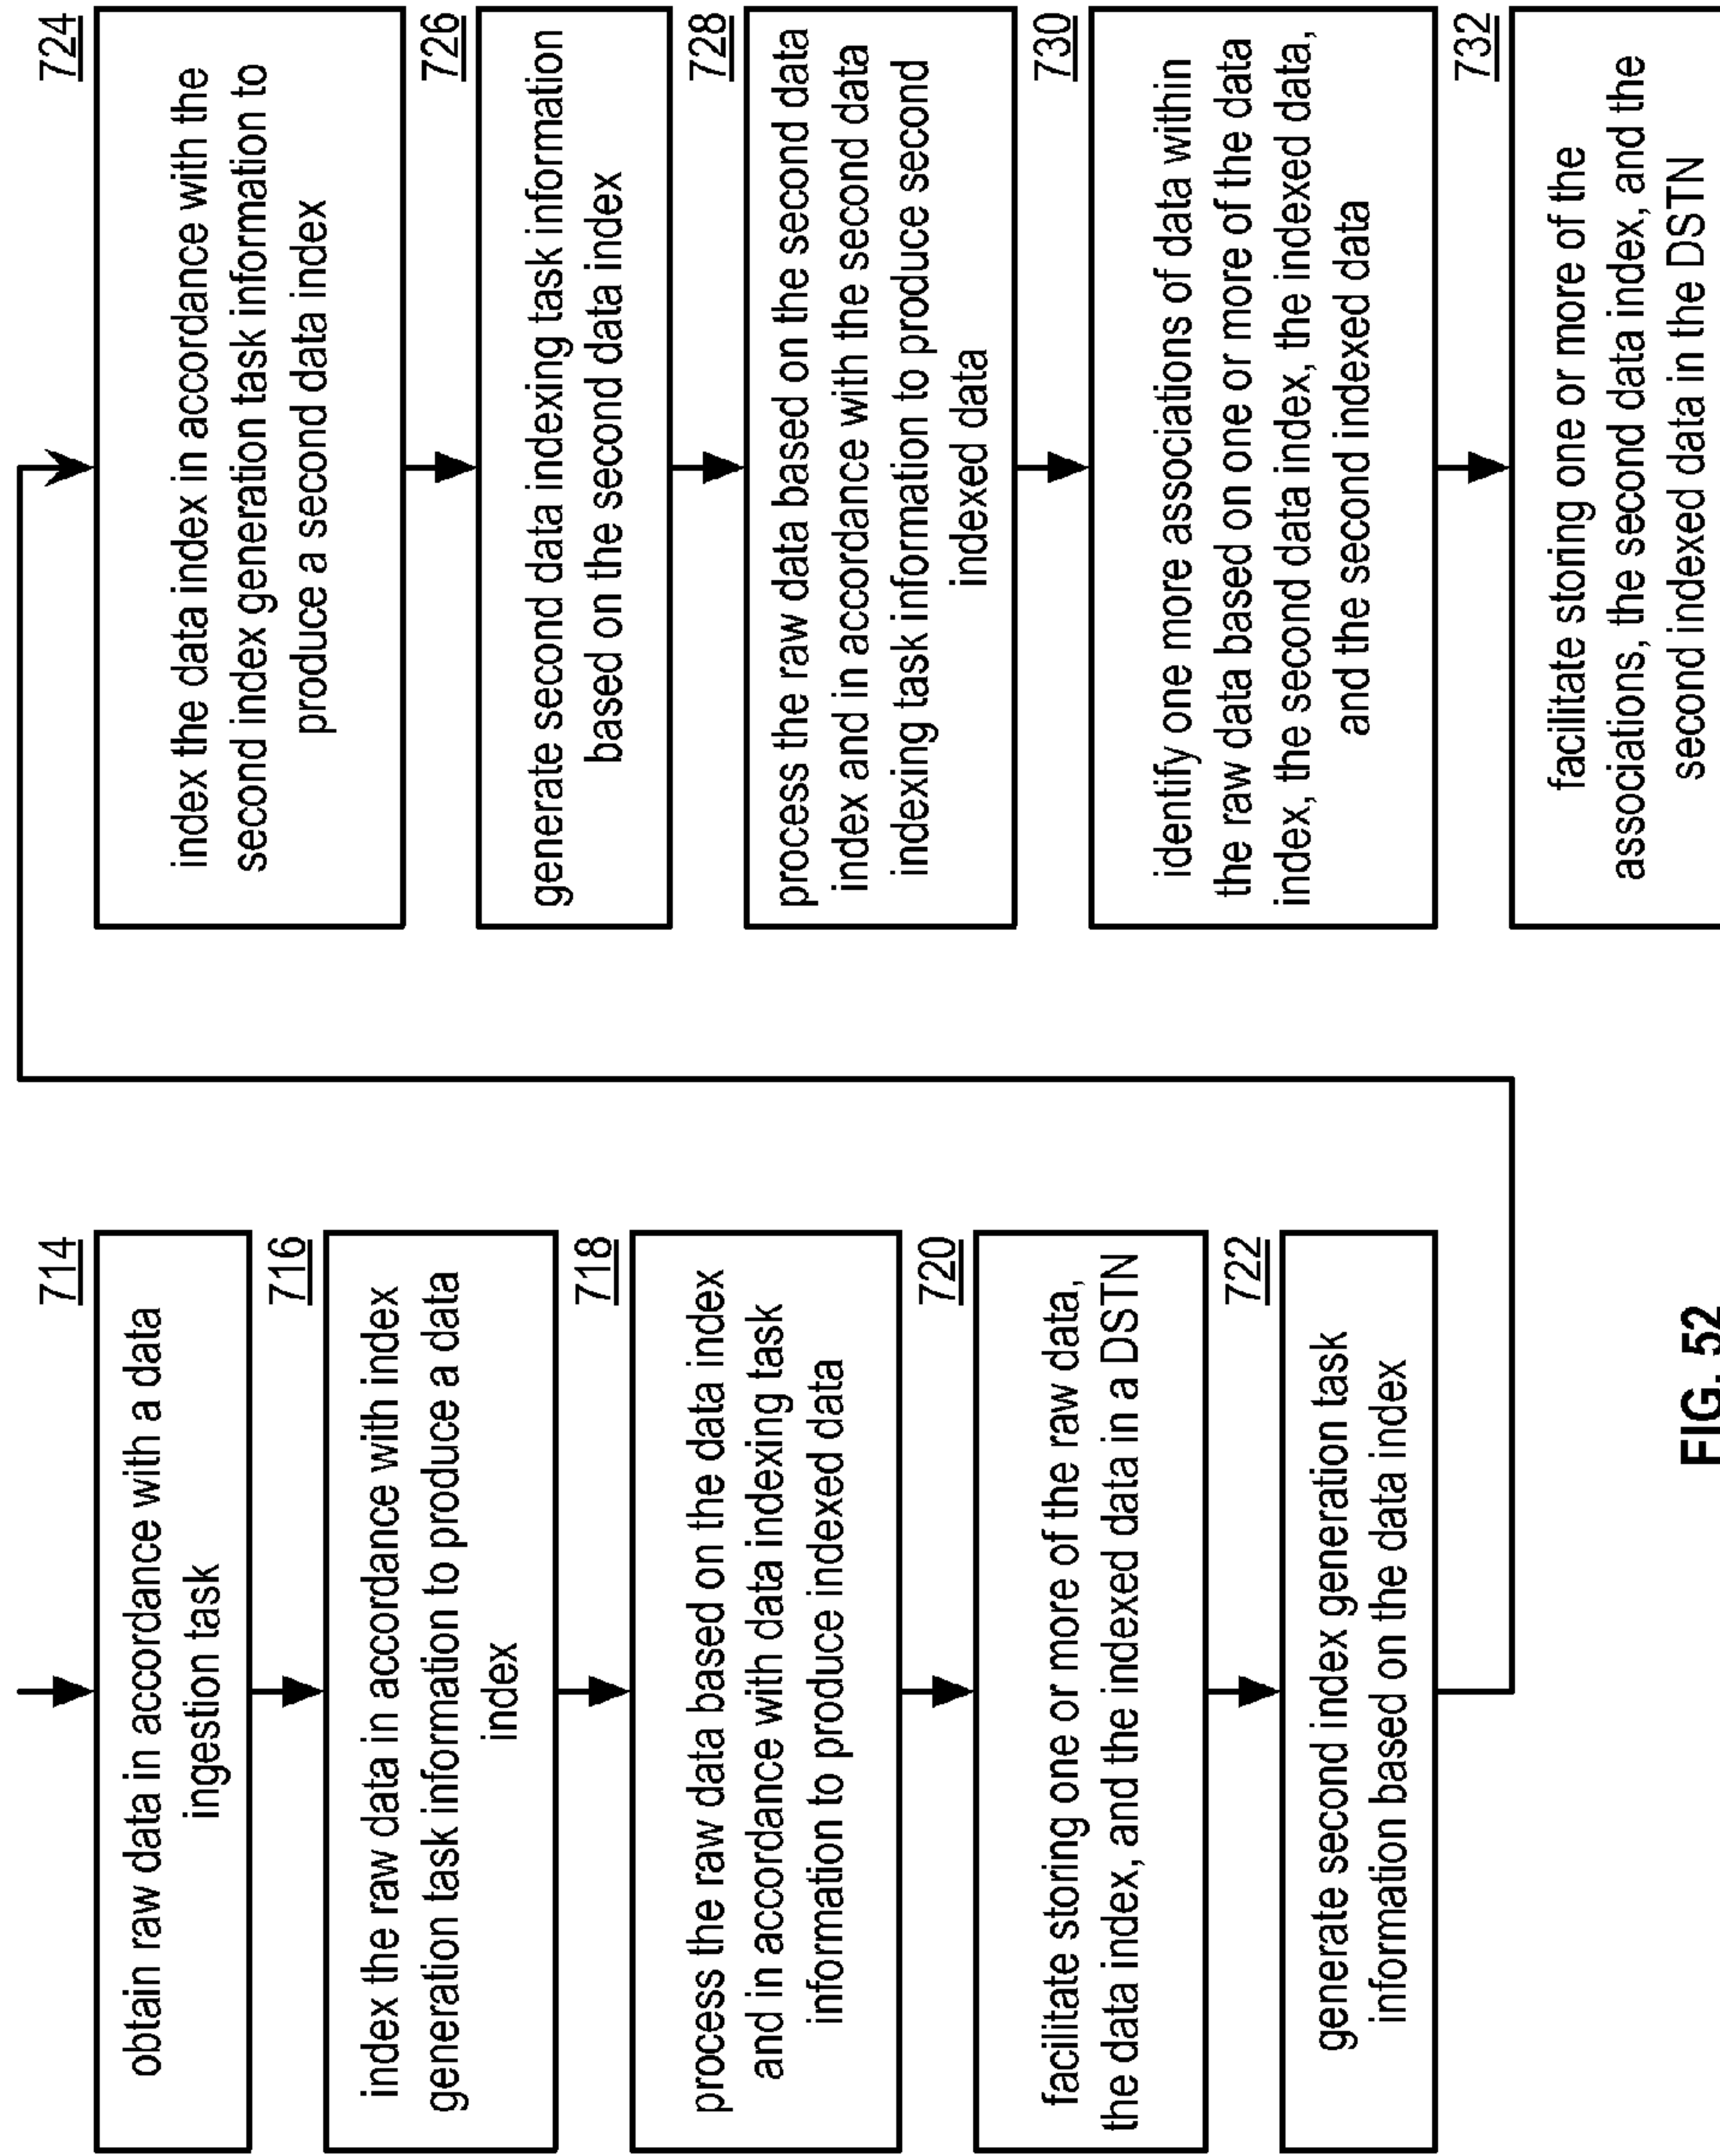 714
obtain raw data in accordance with a data
ingestion task
716
index the raw data in accordance with index
generation task information to produce a data
index
718
process the raw data based on the data index
and in accordance with data indexing task
information to produce indexed data
720
facilitate storing one or more of the raw data,
the data index, and the indexed data in a DSTN
722
generate second index generation task
information based on the data index
724
index the data index in accordance with the
second index generation task information to
produce a second data index
726
generate second data indexing task information
based on the second data index
728
process the raw data based on the second data
index and in accordance with the second data
indexing task information to produce second
indexed data
730
identify one more associations of data within
the raw data based on one or more of the data
index, the second data index, the indexed data,
and the second indexed data
732
facilitate storing one or more of the
associations, the second data index, and the
second indexed data in the DSTN
FIG. 52